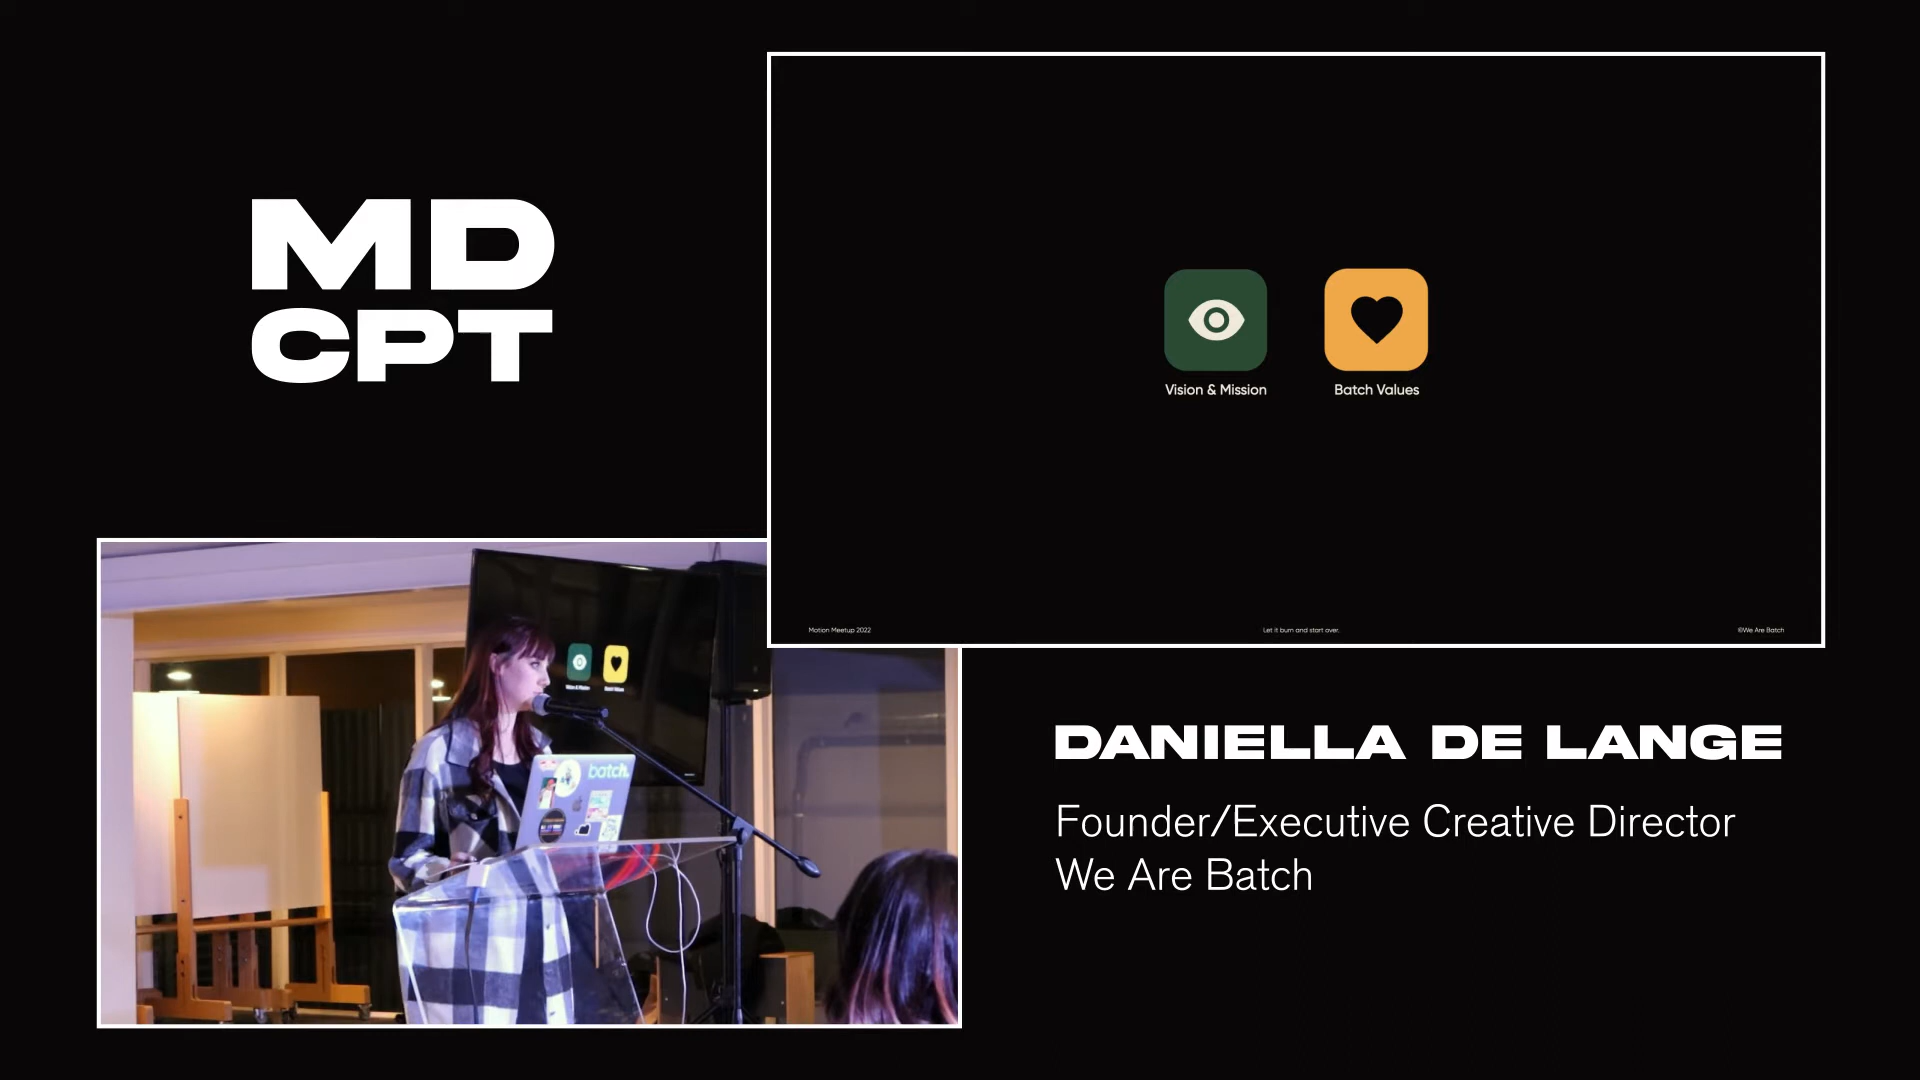 MD
CPT
Vision & Mission
Batch Values
Motion Meetup 2022
Let it burn and start over.
©We Are Batch
batch.
DANIELLA DE LANGE
Founder/Executive Creative Director
We Are Batch